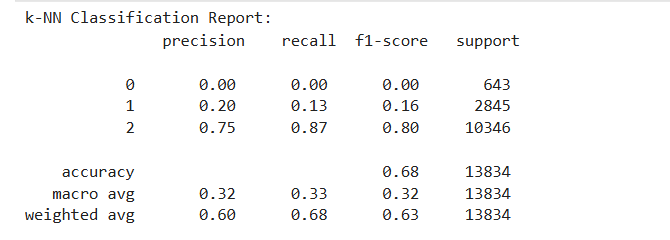 k-NN Classification Report:
precision recall f1-score support
0 0.00 0.00 0.00 643
1 0.20 0.13 0.16 2845
2 0.75 0.87 0.80 10346
accuracy 0.68 13834
macro avg 0.32 0.33 0.32 13834
weighted avg 0.60 0.68 0.63 13834